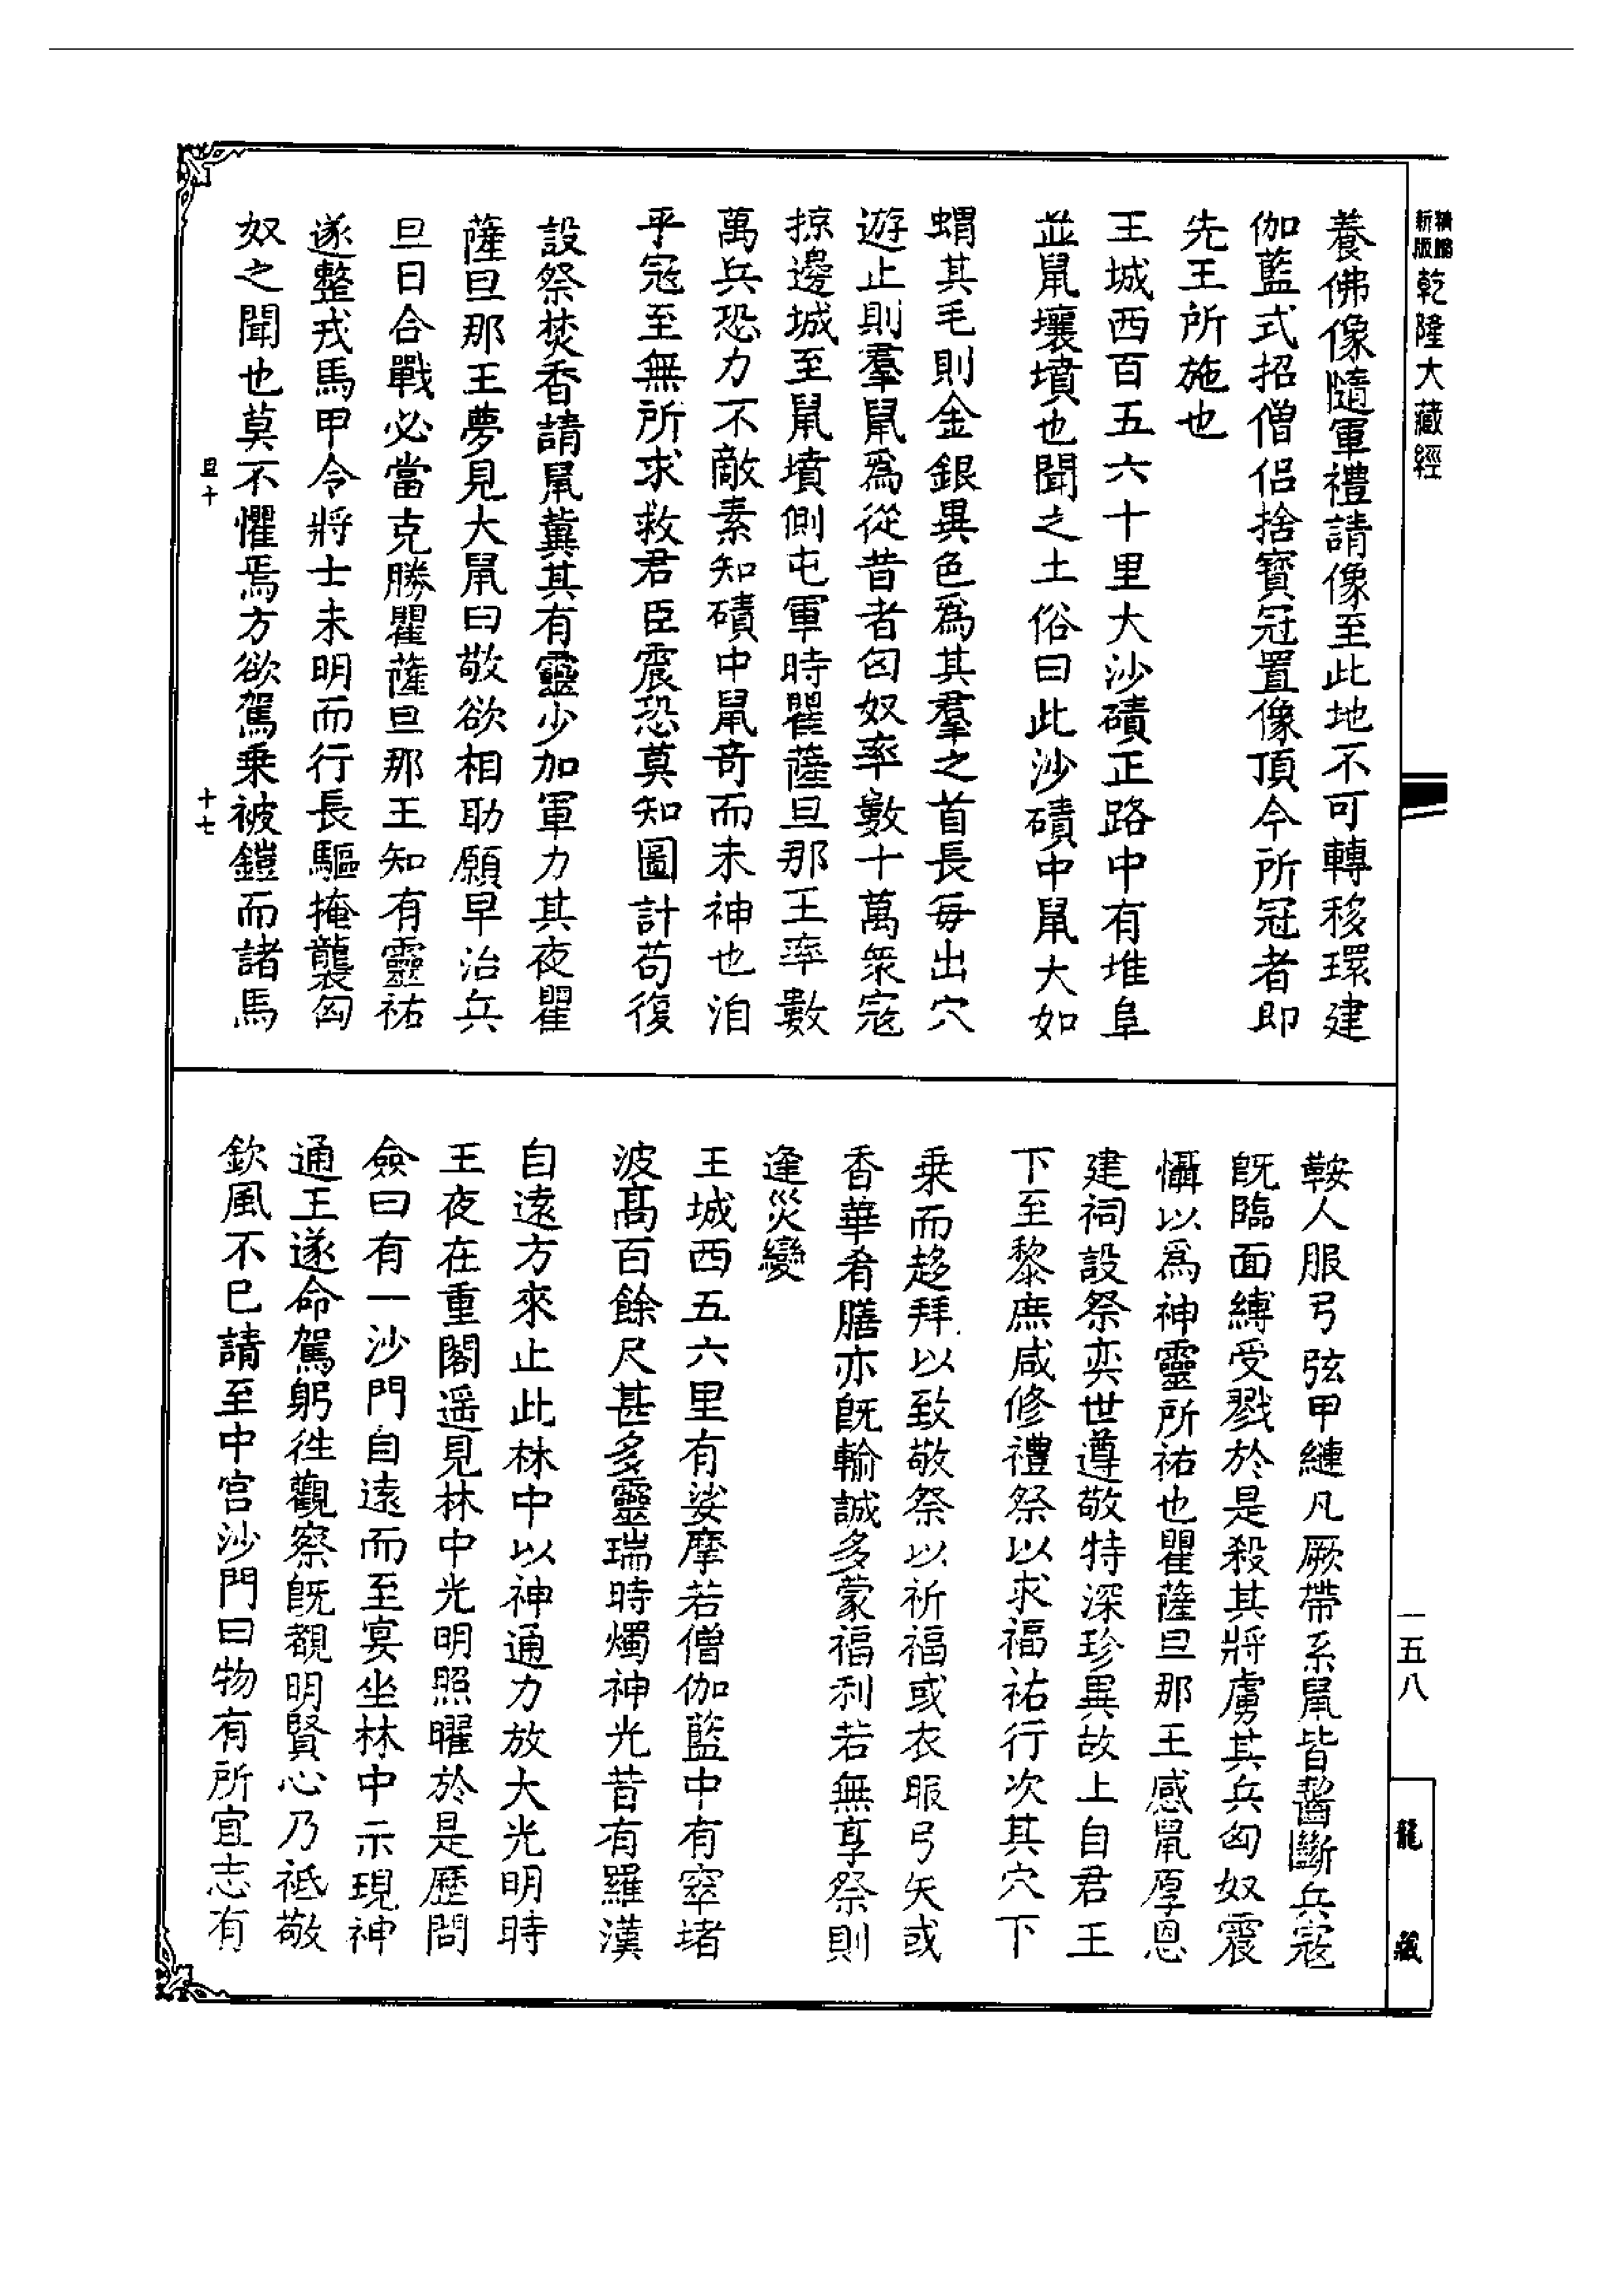 精縮
新版
乾隆大藏經
養佛像隨軍禮請像至此地不可轉移環建
伽藍式招僧侣捨寳冠置像頂今所冠者即
先王所施也
王城西百五六十里大沙磧正路中有堆阜
並鼠壤墳也聞之土俗曰此沙磧中鼠大如
蝟其毛則金銀異色爲其羣之首長每出穴
遊止則羣鼠爲從昔者匈奴率數十萬衆宼
掠邊城至鼠墳側屯軍時瞿薩旦那王率數
萬兵恐力不敵素知磧中鼠奇而未神也洎
乎宼至無所求救君臣震恐莫知圖計苟復
設祭焚香請鼠冀其有靈少加軍力其夜瞿
薩旦那王夢見大鼠曰敬欲相助願早治兵
旦日合戰必當克勝瞿薩旦那王知有靈祐
遂整戎馬甲令將士未明而行長驅掩襲匈
奴之聞也莫不懼焉方欲駕乗被鎧而諸馬
旦十
十七
鞍人服弓弦甲縺凡厥帶系鼠皆齧斷兵宼
既臨面縛受戮於是殺其將虜其兵匈奴震
懾以爲神靈所祐也瞿薩旦那王感鼠厚恩
建祠設祭奕世遵敬特深珍異故上自君王
下至黎庶咸修禮祭以求福祐行次其穴下
乗而趍拜以致敬祭以祈福或衣服弓矢或
香華肴膳亦既輸誠多蒙福利若無享祭則
逢災變
王城西五六里有娑摩若僧伽藍中有窣堵
波髙百餘尺甚多靈瑞時燭神光昔有羅漢
自遠方來止此林中以神通力放大光明時
王夜在重閣遥見林中光明照曜於是歷問
僉曰有一沙門自遠而至宴坐林中示現神
通王遂命駕躬徃觀察既覩明賢心乃祗敬
欽風不已請至中宫沙門曰物有所宜志有
一五八
龍藏